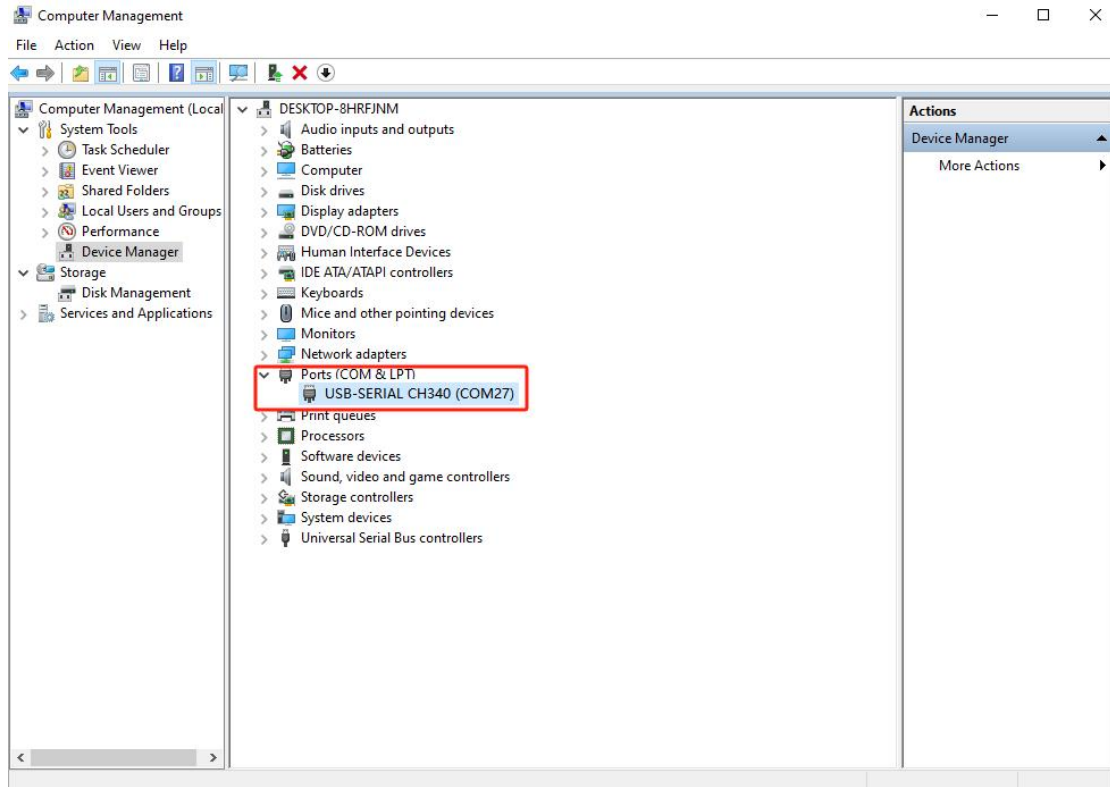 Computer Management
File Action View Help
Computer Management (Local
System Tools
Task Scheduler
Event Viewer
Shared Folders
Local Users and Groups
Performance
Device Manager
Storage
Disk Management
Services and Applications
DESKTOP-8HRFJNM
Audio inputs and outputs
Batteries
Computer
Disk drives
Display adapters
DVD/CD-ROM drives
Human Interface Devices
IDE ATA/ATAPI controllers
Keyboards
Mice and other pointing devices
Monitors
Network adapters
Ports (COM & LPT)
USB-SERIAL CH340 (COM27)
Print queues
Processors
Software devices
Sound, video and game controllers
Storage controllers
System devices
Universal Serial Bus controllers
Actions
Device Manager
More Actions